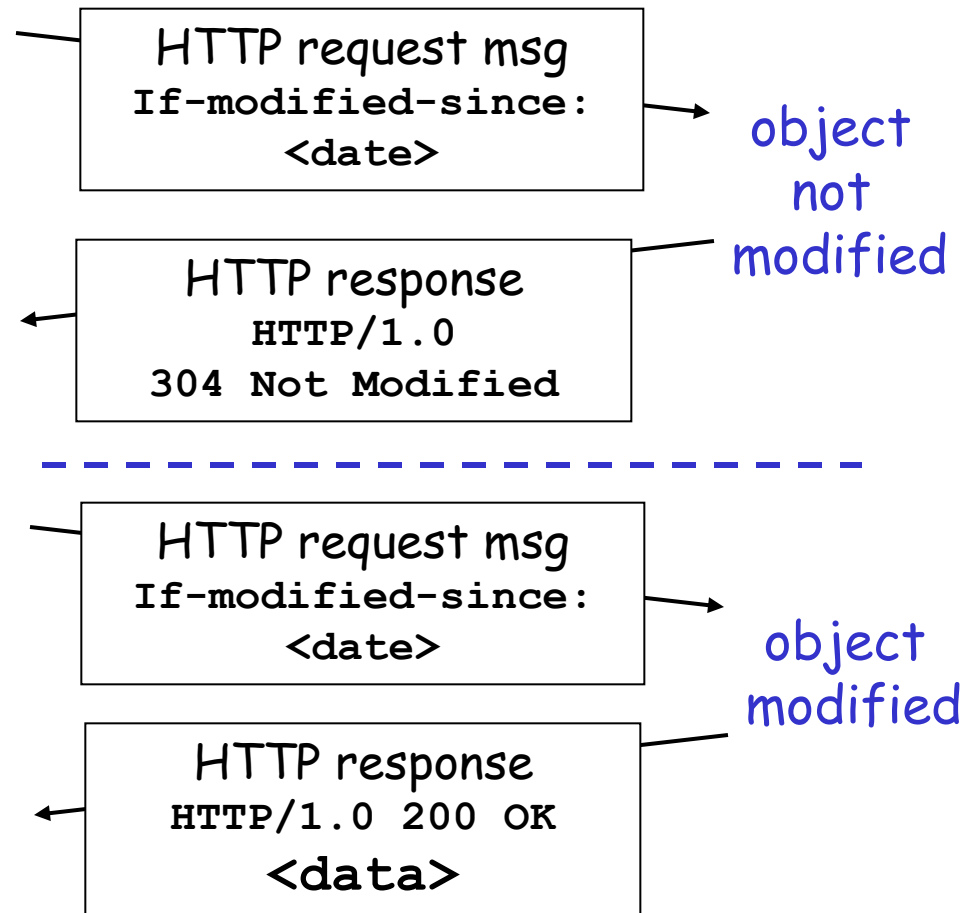 HTTP request msg
If-modified-since:
<date>
object
not
modified
HTTP response
HTTP/1.0
304 Not Modified
HTTP request msg
If-modified-since:
<date>
object
modified
HTTP response
HTTP/1.0 200 OK
<data>